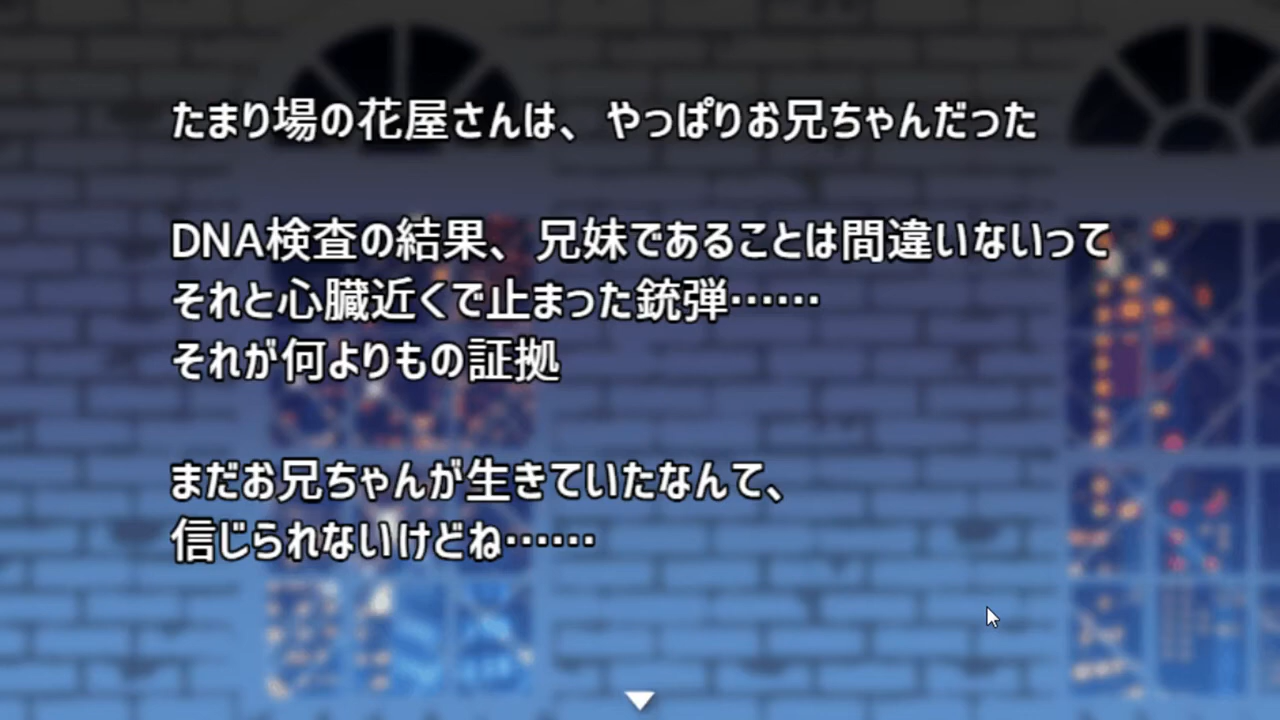 たまり場の花屋さんは、やっぱりお兄ちゃんだった
DNA検査の結果、兄妹であることは間違いないって
それと心臓近くで止まった銃弾……
それが何よりもの証拠
まだお兄ちゃんが生きていたなんて、
信じられないけどね……